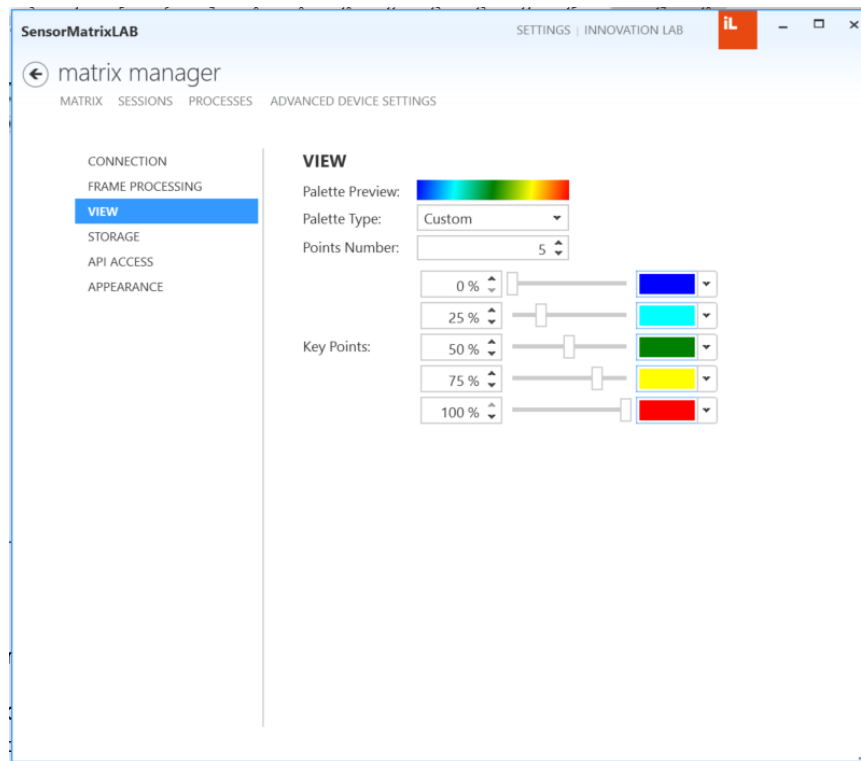 SensorMatrixLAB SETTINGS | INNOVATION LAB iL
matrix manager
MATRIX SESSIONS PROCESSES ADVANCED DEVICE SETTINGS
CONNECTION
FRAME PROCESSING
VIEW
STORAGE
API ACCESS
APPEARANCE
VIEW
Palette Preview:
Palette Type: Custom
Points Number: 5
Key Points:
0 %
25 %
50 %
75 %
100 %